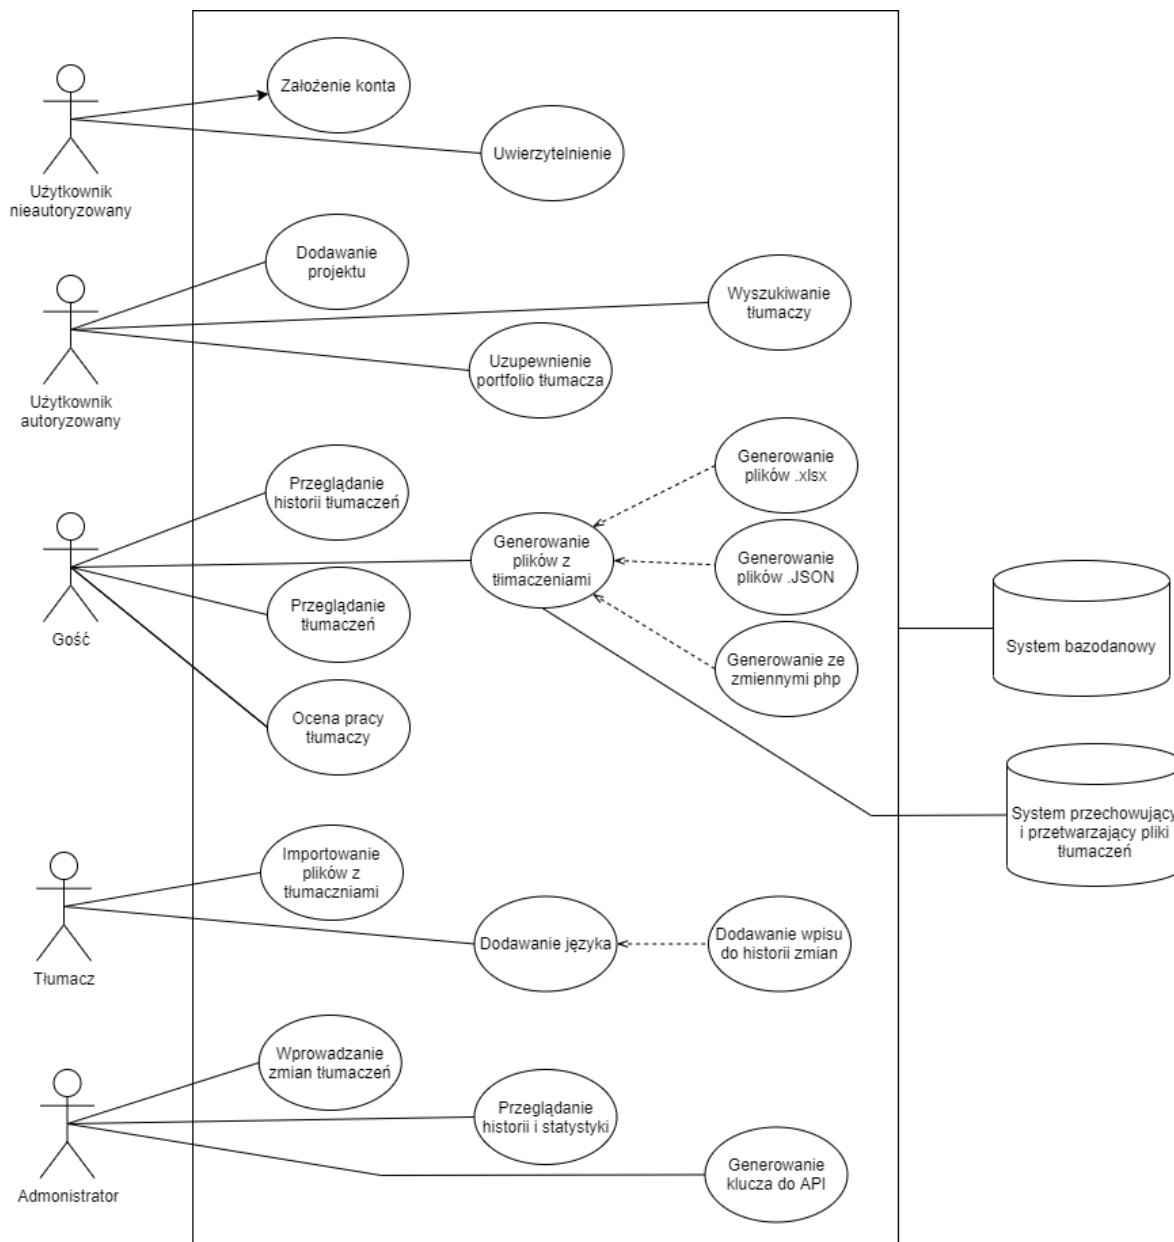 Założenie konta
Uwierzytelnienie
Użytkownik
nieautoryzowany
Dodawanie
projektu
Wyszukiwanie
tłumaczy
Uzupewnienie
portfolio tłumacza
Użytkownik
autoryzowany
Generowanie
plików .xlsx
Przeglądanie
historii tłumaczeń
Generowanie
plików z
tłimaczeniami
Generowanie
plików .JSON
Przeglądanie
tłumaczeń
Gość
Generowanie ze
zmiennymi php
System bazodanowy
Ocena pracy
tłumaczy
System przechowujący
i przetwarzający pliki
tłumaczeń
Importowanie
plików z
tłumaczniami
Dodawanie języka
Dodawanie wpisu
do historii zmian
Tłumacz
Wprowadzanie
zmian tłumaczeń
Przeglądanie
historii i statystyki
Generowanie
klucza do API
Admonistrator